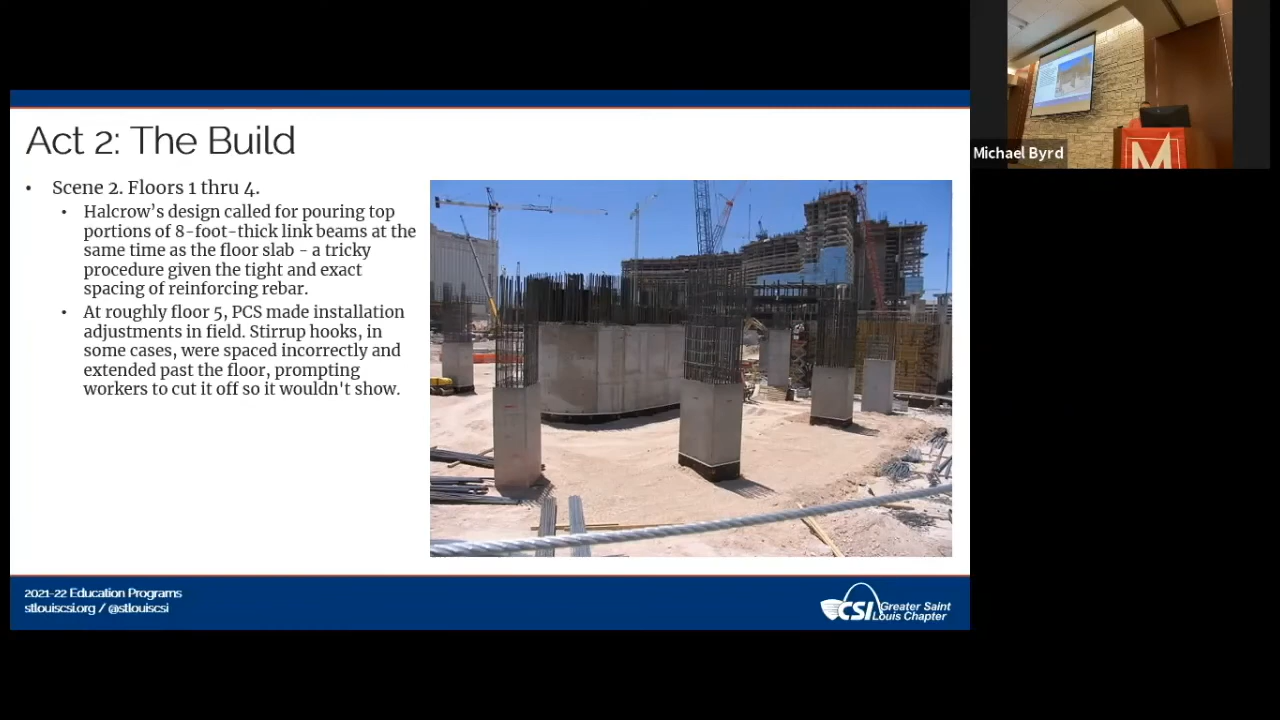 Act 2: The Build
• Scene 2. Floors 1 thru 4.
• Halcrow's design called for pouring top
portions of 8-foot-thick link beams at the
same time as the floor slab - a tricky
procedure given the tight and exact
spacing of reinforcing rebar.
• At roughly floor 5, PCS made installation
adjustments in field. Stirrup hooks, in
some cases, were spaced incorrectly and
extended past the floor, prompting
workers to cut it off so it wouldn't show.
2021-22 Education Programs
stlouiscsi.org / @stlouiscsi
CSI Greater Saint
Louis Chapter
Michael Byrd
M